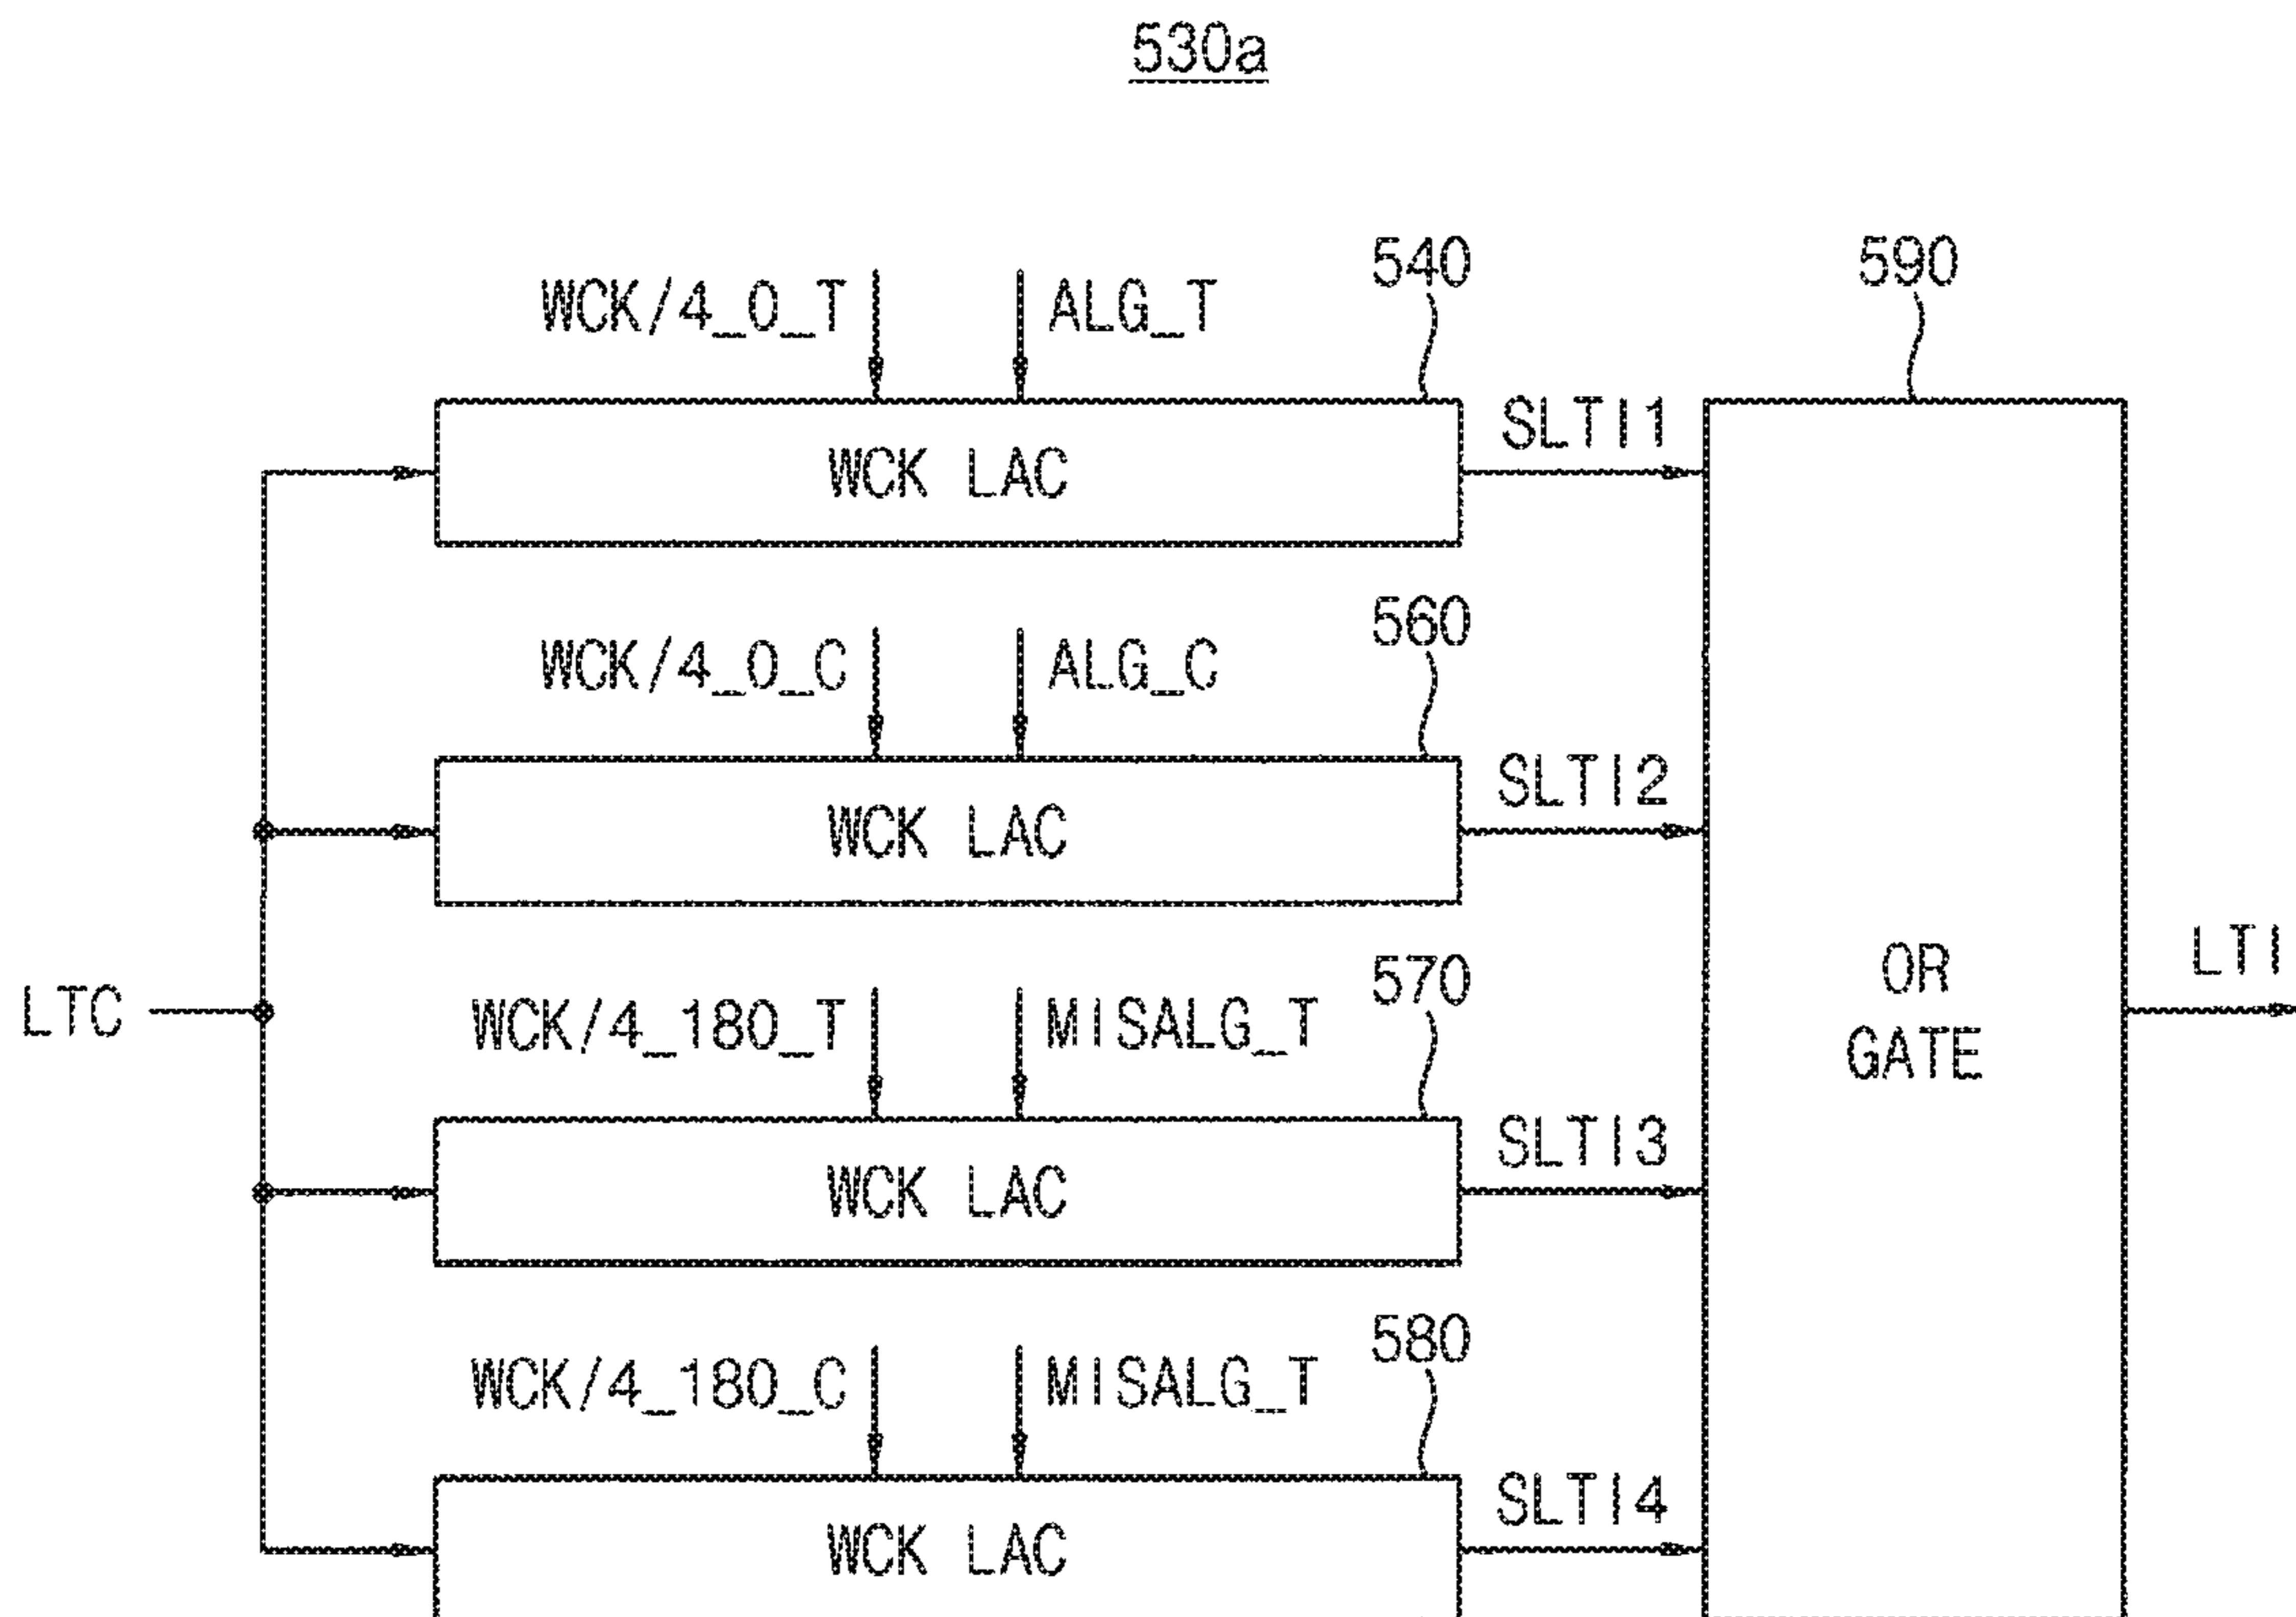 530a
540
590
WCK/4_0_T ALG_T
SLTI1
WCK LAC
560
WCK/4_0_C ALG_C
SLTI2
WCK LAC
570
OR
GATE
LTI
LTC
WCK/4_180_T MISALG_T
SLTI3
WCK LAC
580
WCK/4_180_C MISALG_T
SLTI4
WCK LAC